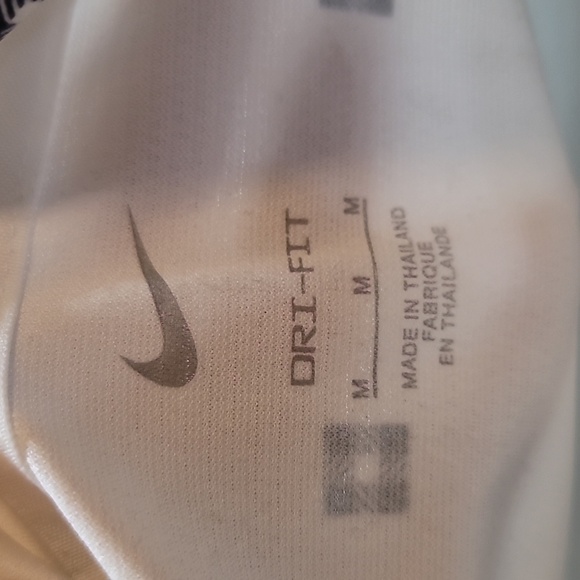 DRI-FIT
M M M
MADE IN THAILAND
FABRIQUE
EN THAILANDE